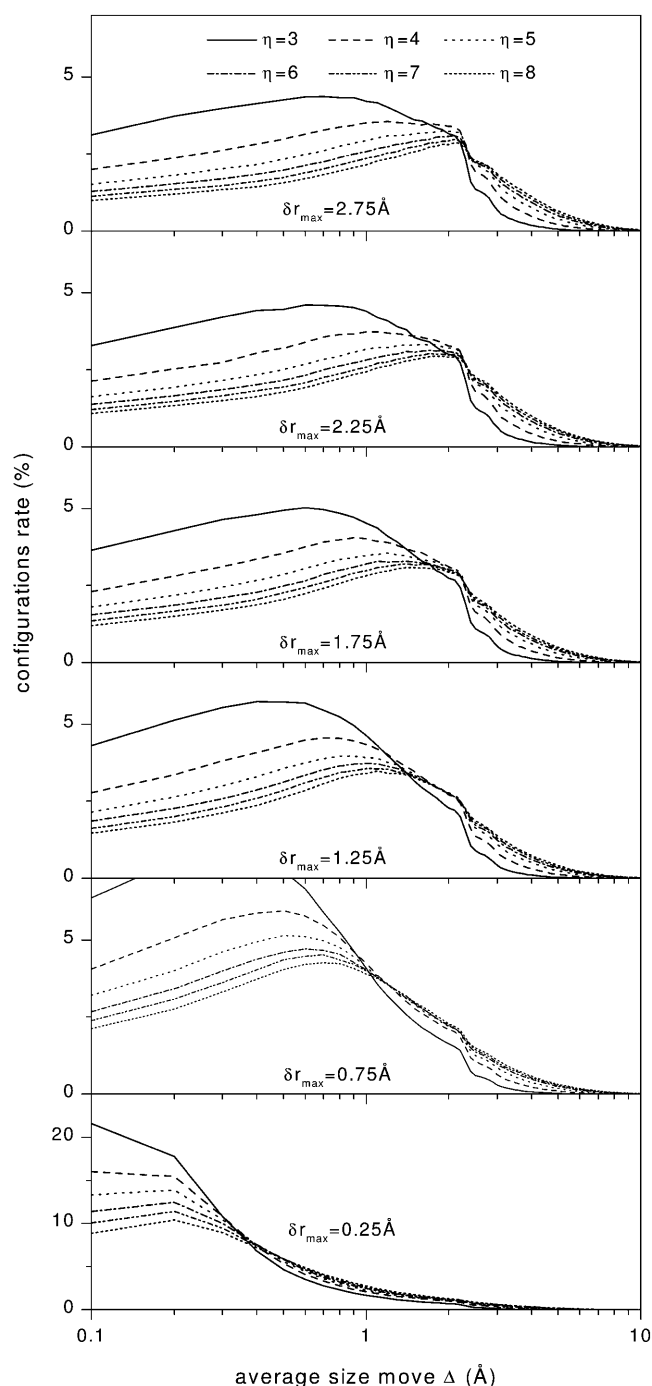 η=3 η=4 η=5
η=6 η=7 η=8
5
δr_max=2.75Å
0
5
δr_max=2.25Å
0
5
δr_max=1.75Å
0
5
δr_max=1.25Å
0
5
δr_max=0.75Å
0
20
10
δr_max=0.25Å
0
0.1 1 10
average size move Δ (Å)
configurations rate (%)